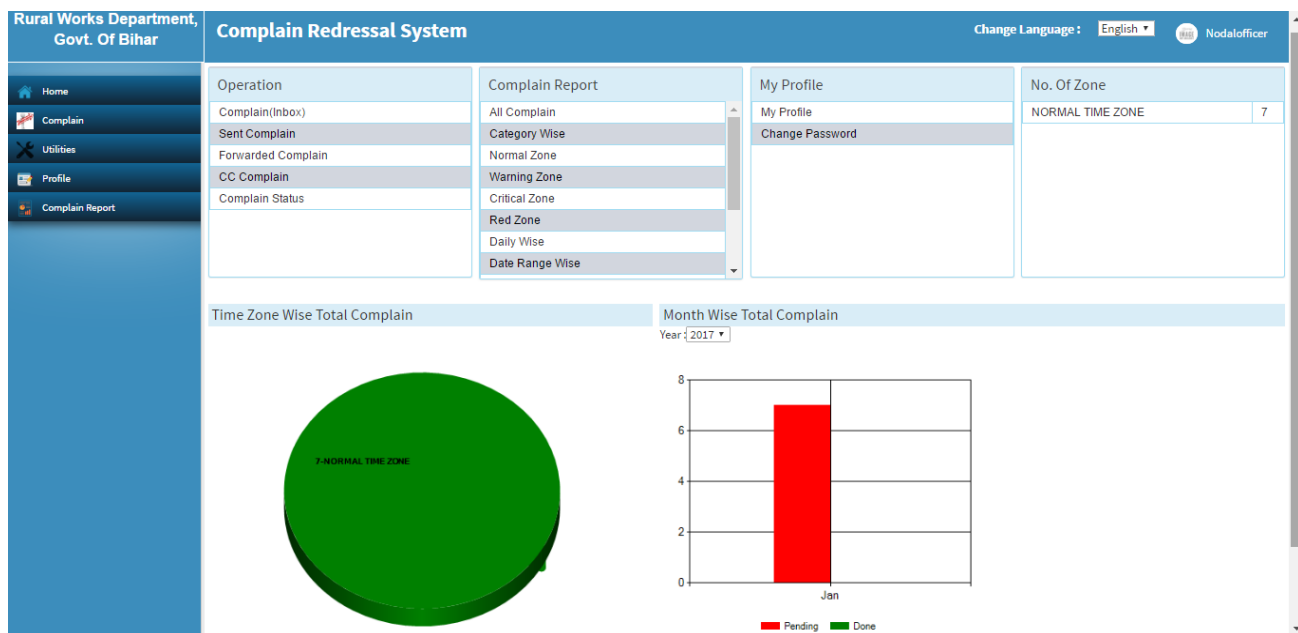 Rural Works Department,
Govt. Of Bihar
Complain Redressal System
Change Language :
English
Nodalofficer
Home
Complain
Utilities
Profile
Complain Report
Operation
Complain(Inbox)
Sent Complain
Forwarded Complain
CC Complain
Complain Status
Complain Report
All Complain
Category Wise
Normal Zone
Warning Zone
Critical Zone
Red Zone
Daily Wise
Date Range Wise
My Profile
My Profile
Change Password
No. Of Zone
NORMAL TIME ZONE 7
Time Zone Wise Total Complain
7-NORMAL TIME ZONE
Month Wise Total Complain
Year : 2017
8
6
4
2
0
Jan
Pending Done